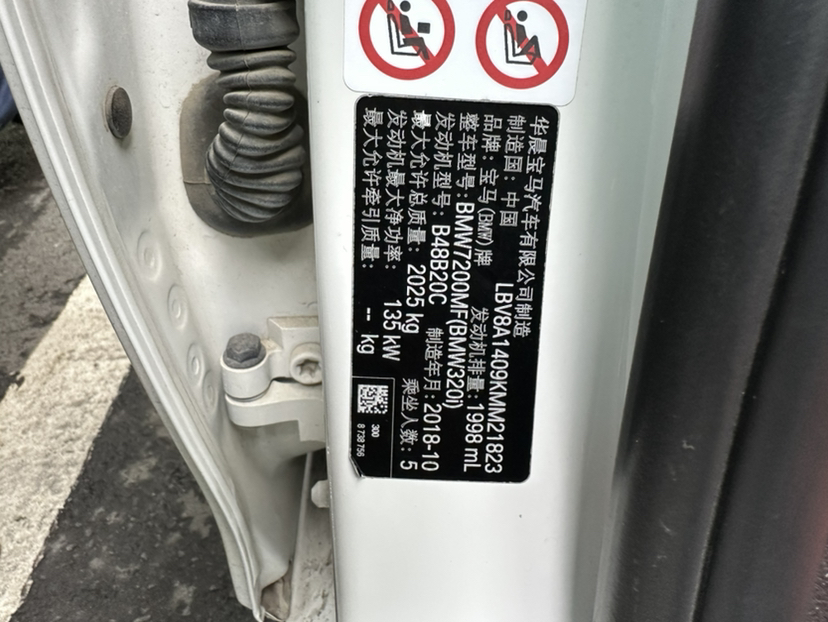 华晨宝马汽车有限公司制造
制造国：中国 LBV8A1409KMM21823
品牌：宝马(BMW)牌 发动机排量：1998 mL
整车型号：BMW7200MF(BMW320i)
发动机型号：B48B20C 制造年月：2018-10
最大允许总质量：2025 kg 乘坐人数：5
发动机最大净功率：135 kW
最大允许牵引质量：-- kg
300
8 738 756